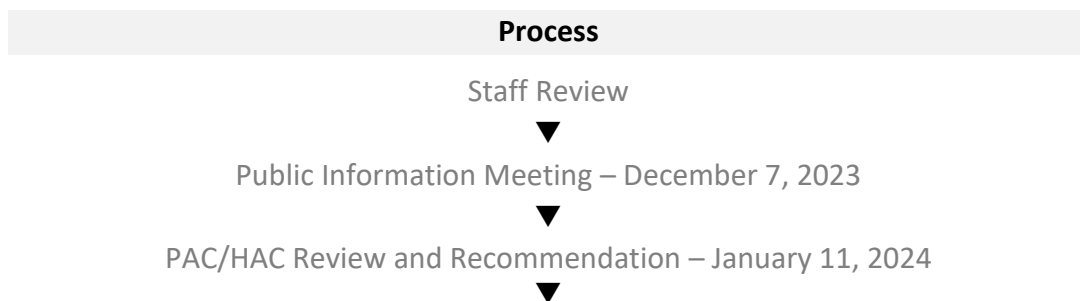 Process
Staff Review
▼
Public Information Meeting – December 7, 2023
▼
PAC/HAC Review and Recommendation – January 11, 2024
▼